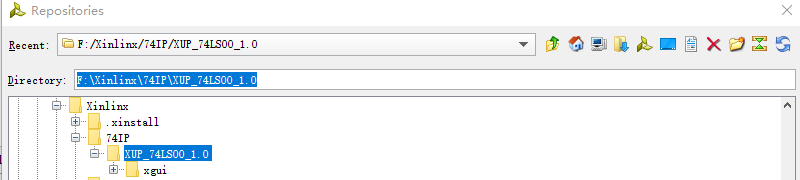 Repositories
Recent: F:/Xinlinx/74IP/XUP_74LS00_1.0
Directory: F:\Xinlinx\74IP\XUP_74LS00_1.0
Xinlinx
.xinstall
74IP
XUP_74LS00_1.0
xgui